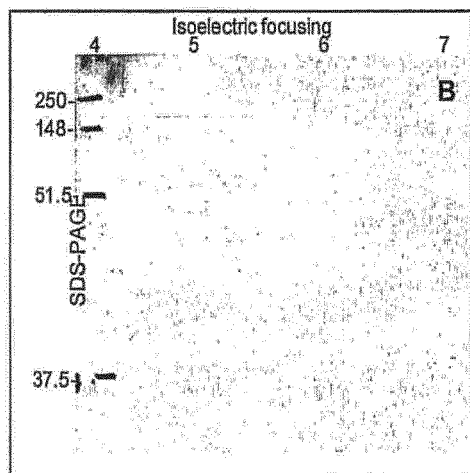 Isoelectric focusing
4 5 6 7
B
250-
148-
51.5
SDS-PAGE
37.5-